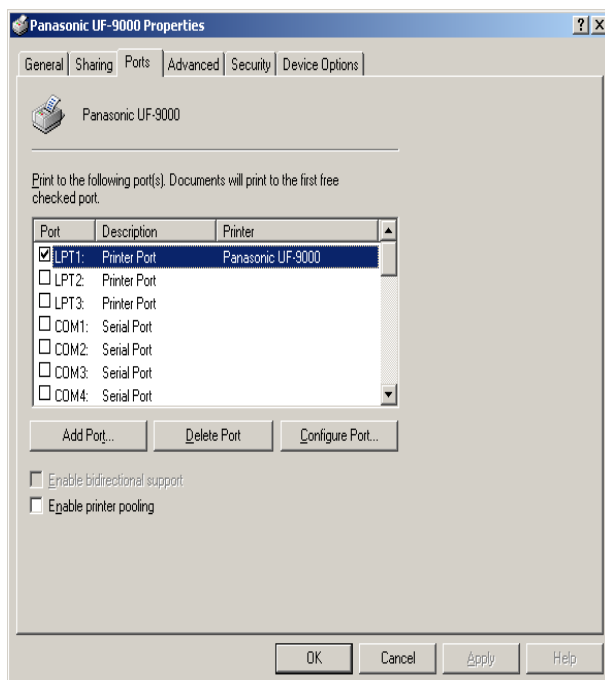 Panasonic UF-9000 Properties
General Sharing Ports Advanced Security Device Options
Panasonic UF-9000
Print to the following port(s). Documents will print to the first free
checked port.
Port Description Printer
LPT1: Printer Port Panasonic UF-9000
LPT2: Printer Port
LPT3: Printer Port
COM1: Serial Port
COM2: Serial Port
COM3: Serial Port
COM4: Serial Port
Add Port... Delete Port Configure Port...
Enable bidirectional support
Enable printer pooling
OK Cancel Apply Help